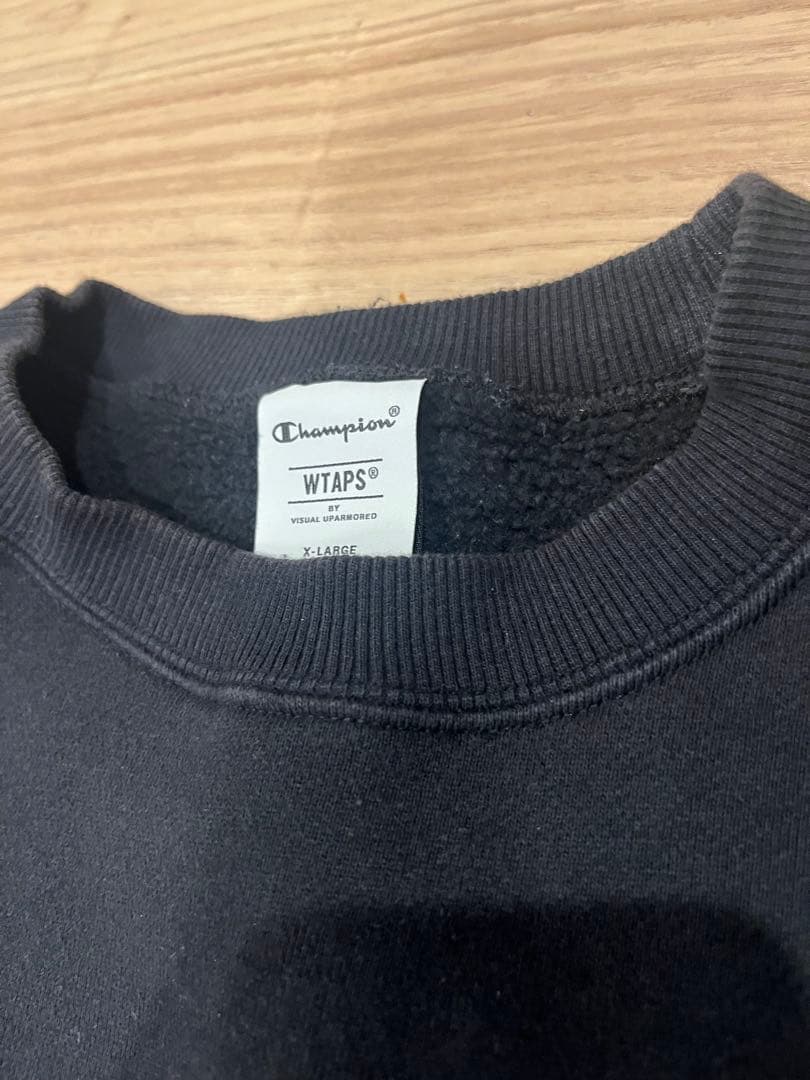 Champion®
WTAPS®
BY
VISUAL UPARMORED
X-LARGE